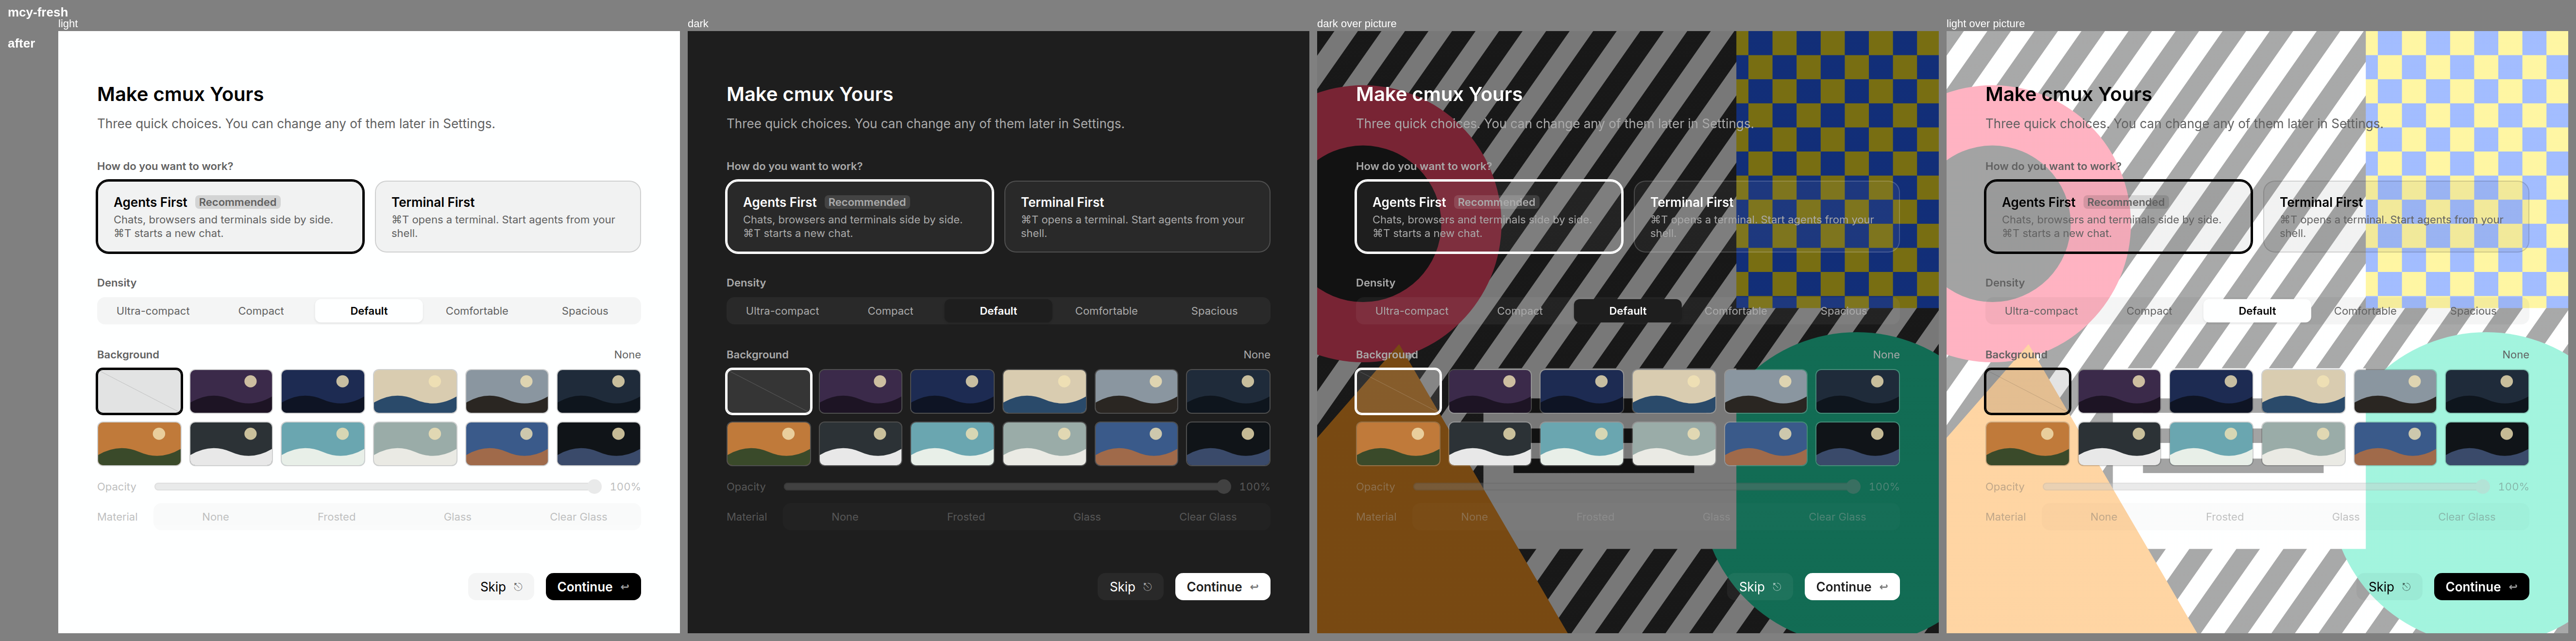 mcy-fresh
after
light
Make cmux Yours
Three quick choices. You can change any of them later in Settings.
How do you want to work?
Agents First Recommended
Chats, browsers and terminals side by side.
⌘T starts a new chat.
Terminal First
⌘T opens a terminal. Start agents from your
shell.
Density
Ultra-compact Compact Default Comfortable Spacious
Background None
Opacity 100%
Material None Frosted Glass Clear Glass
Skip Continue ↩
dark
Make cmux Yours
Three quick choices. You can change any of them later in Settings.
How do you want to work?
Agents First Recommended
Chats, browsers and terminals side by side.
⌘T starts a new chat.
Terminal First
⌘T opens a terminal. Start agents from your
shell.
Density
Ultra-compact Compact Default Comfortable Spacious
Background None
Opacity 100%
Material None Frosted Glass Clear Glass
Skip Continue ↩
dark over picture
Make cmux Yours
Three quick choices. You can change any of them later in Settings.
How do you want to work?
Agents First Recommended
Chats, browsers and terminals side by side.
⌘T starts a new chat.
Terminal First
⌘T opens a terminal. Start agents from your
shell.
Density
Ultra-compact Compact Default Comfortable Spacious
Background None
Opacity 100%
Material None Frosted Glass Clear Glass
Skip Continue ↩
light over picture
Make cmux Yours
Three quick choices. You can change any of them later in Settings.
How do you want to work?
Agents First Recommended
Chats, browsers and terminals side by side.
⌘T starts a new chat.
Terminal First
⌘T opens a terminal. Start agents from your
shell.
Density
Ultra-compact Compact Default Comfortable Spacious
Background None
Opacity 100%
Material None Frosted Glass Clear Glass
Skip Continue ↩